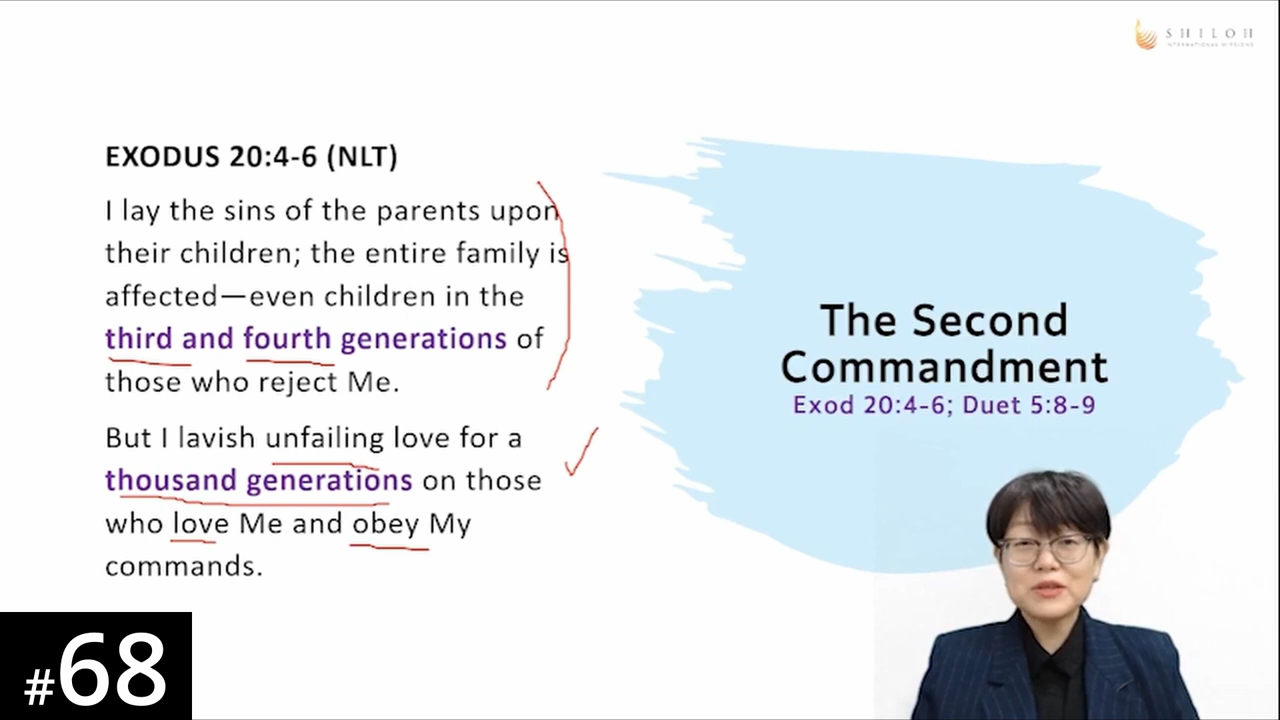 SHILOH
INTERNATIONAL MISSIONS
EXODUS 20:4-6 (NLT)
I lay the sins of the parents upon
their children; the entire family is
affected—even children in the
third and fourth generations of
those who reject Me.
But I lavish unfailing love for a
thousand generations on those
who love Me and obey My
commands.
The Second
Commandment
Exod 20:4-6; Duet 5:8-9
#68